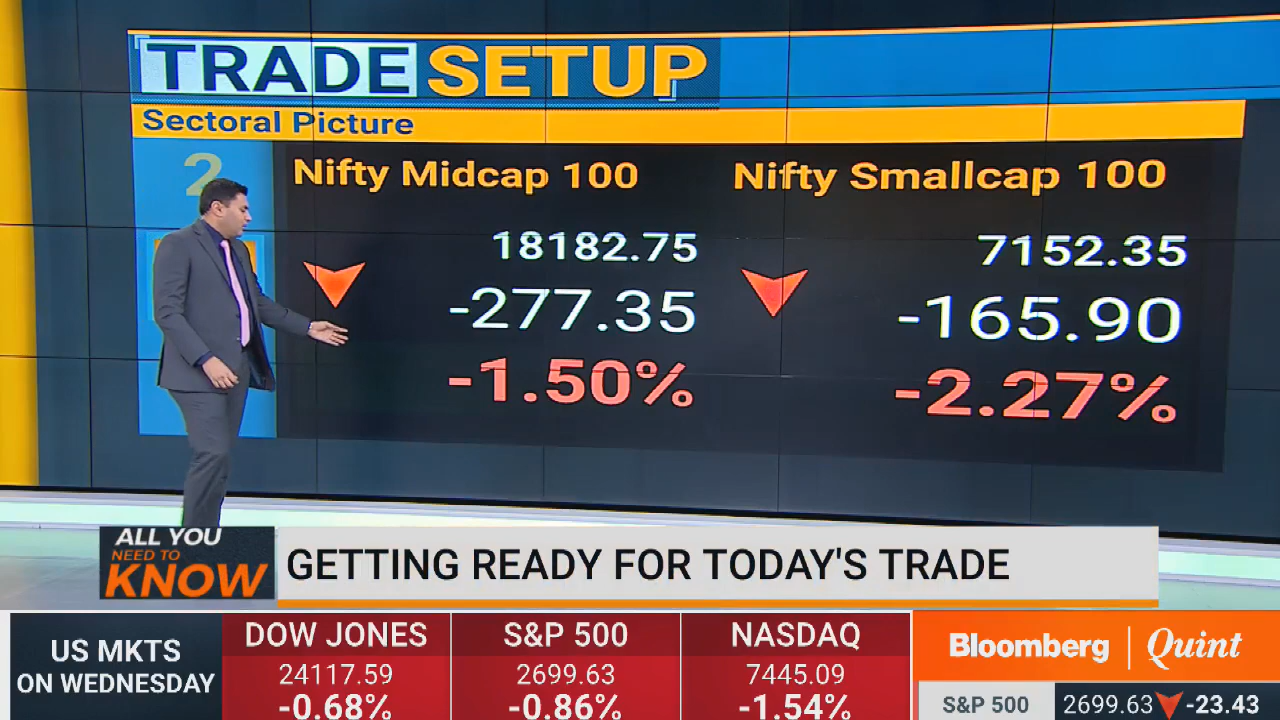 TRADE SETUP
Sectoral Picture
2
Nifty Midcap 100
18182.75
-277.35
-1.50%
Nifty Smallcap 100
7152.35
-165.90
-2.27%
ALL YOU
NEED TO
KNOW
GETTING READY FOR TODAY'S TRADE
US MKTS
ON WEDNESDAY
DOW JONES
24117.59
-0.68%
S&P 500
2699.63
-0.86%
NASDAQ
7445.09
-1.54%
Bloomberg | Quint
S&P 500 2699.63 -23.43